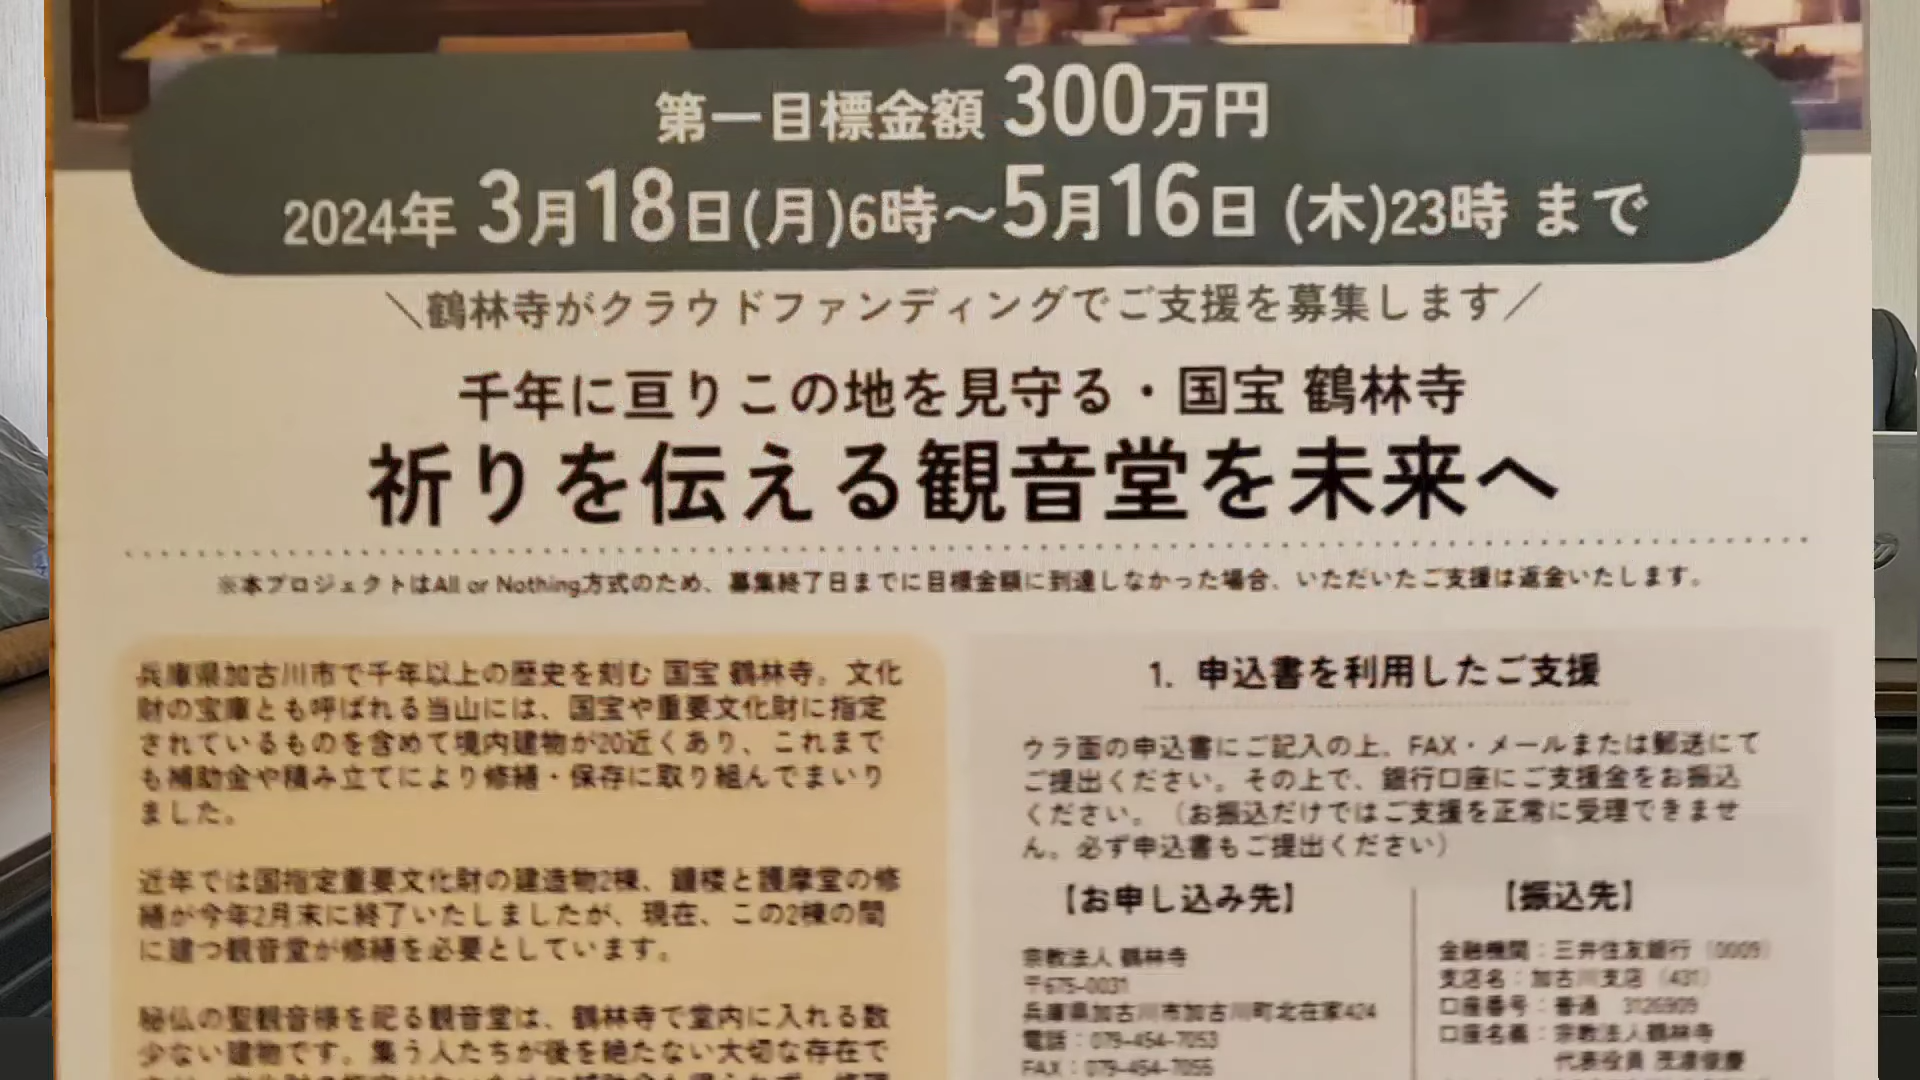 第一目標金額 300万円
2024年 3月18日(月)6時～5月16日 (木)23時 まで
＼鶴林寺がクラウドファンディングでご支援を募集します／
千年に亘りこの地を見守る・国宝 鶴林寺
祈りを伝える観音堂を未来へ
※本プロジェクトはAll or Nothing方式のため、募集終了日までに目標金額に到達しなかった場合、いただいたご支援は返金いたします。
兵庫県加古川市で千年以上の歴史を刻む 国宝 鶴林寺。文化
財の宝庫とも呼ばれる当山には、国宝や重要文化財に指定
されているものを含めて境内建物が20近くあり、これまで
も補助金や積み立てにより修繕・保存に取り組んでまいり
ました。
近年では国指定重要文化財の建造物2棟、鐘楼と護摩堂の修
繕が今年2月末に終了いたしましたが、現在、この2棟の間
に建つ観音堂が修繕を必要としています。
秘仏の聖観音様を祀る観音堂は、鶴林寺で堂内に入れる数
少ない建物です。集う人たちが後を絶たない大切な存在で
1. 申込書を利用したご支援
ウラ面の申込書にご記入の上、FAX・メールまたは郵送にて
ご提出ください。その上で、銀行口座にご支援金をお振込
ください。（お振込だけではご支援を正常に受理できませ
ん。必ず申込書もご提出ください）
【お申し込み先】
宗教法人 鶴林寺
〒675-0031
兵庫県加古川市加古川町北在家424
電話：079-454-7053
FAX：079-454-7055
【振込先】
金融機関：三井住友銀行（0009）
支店名：加古川支店（431）
口座番号：普通
口座名義：宗教法人鶴林寺
代表役員